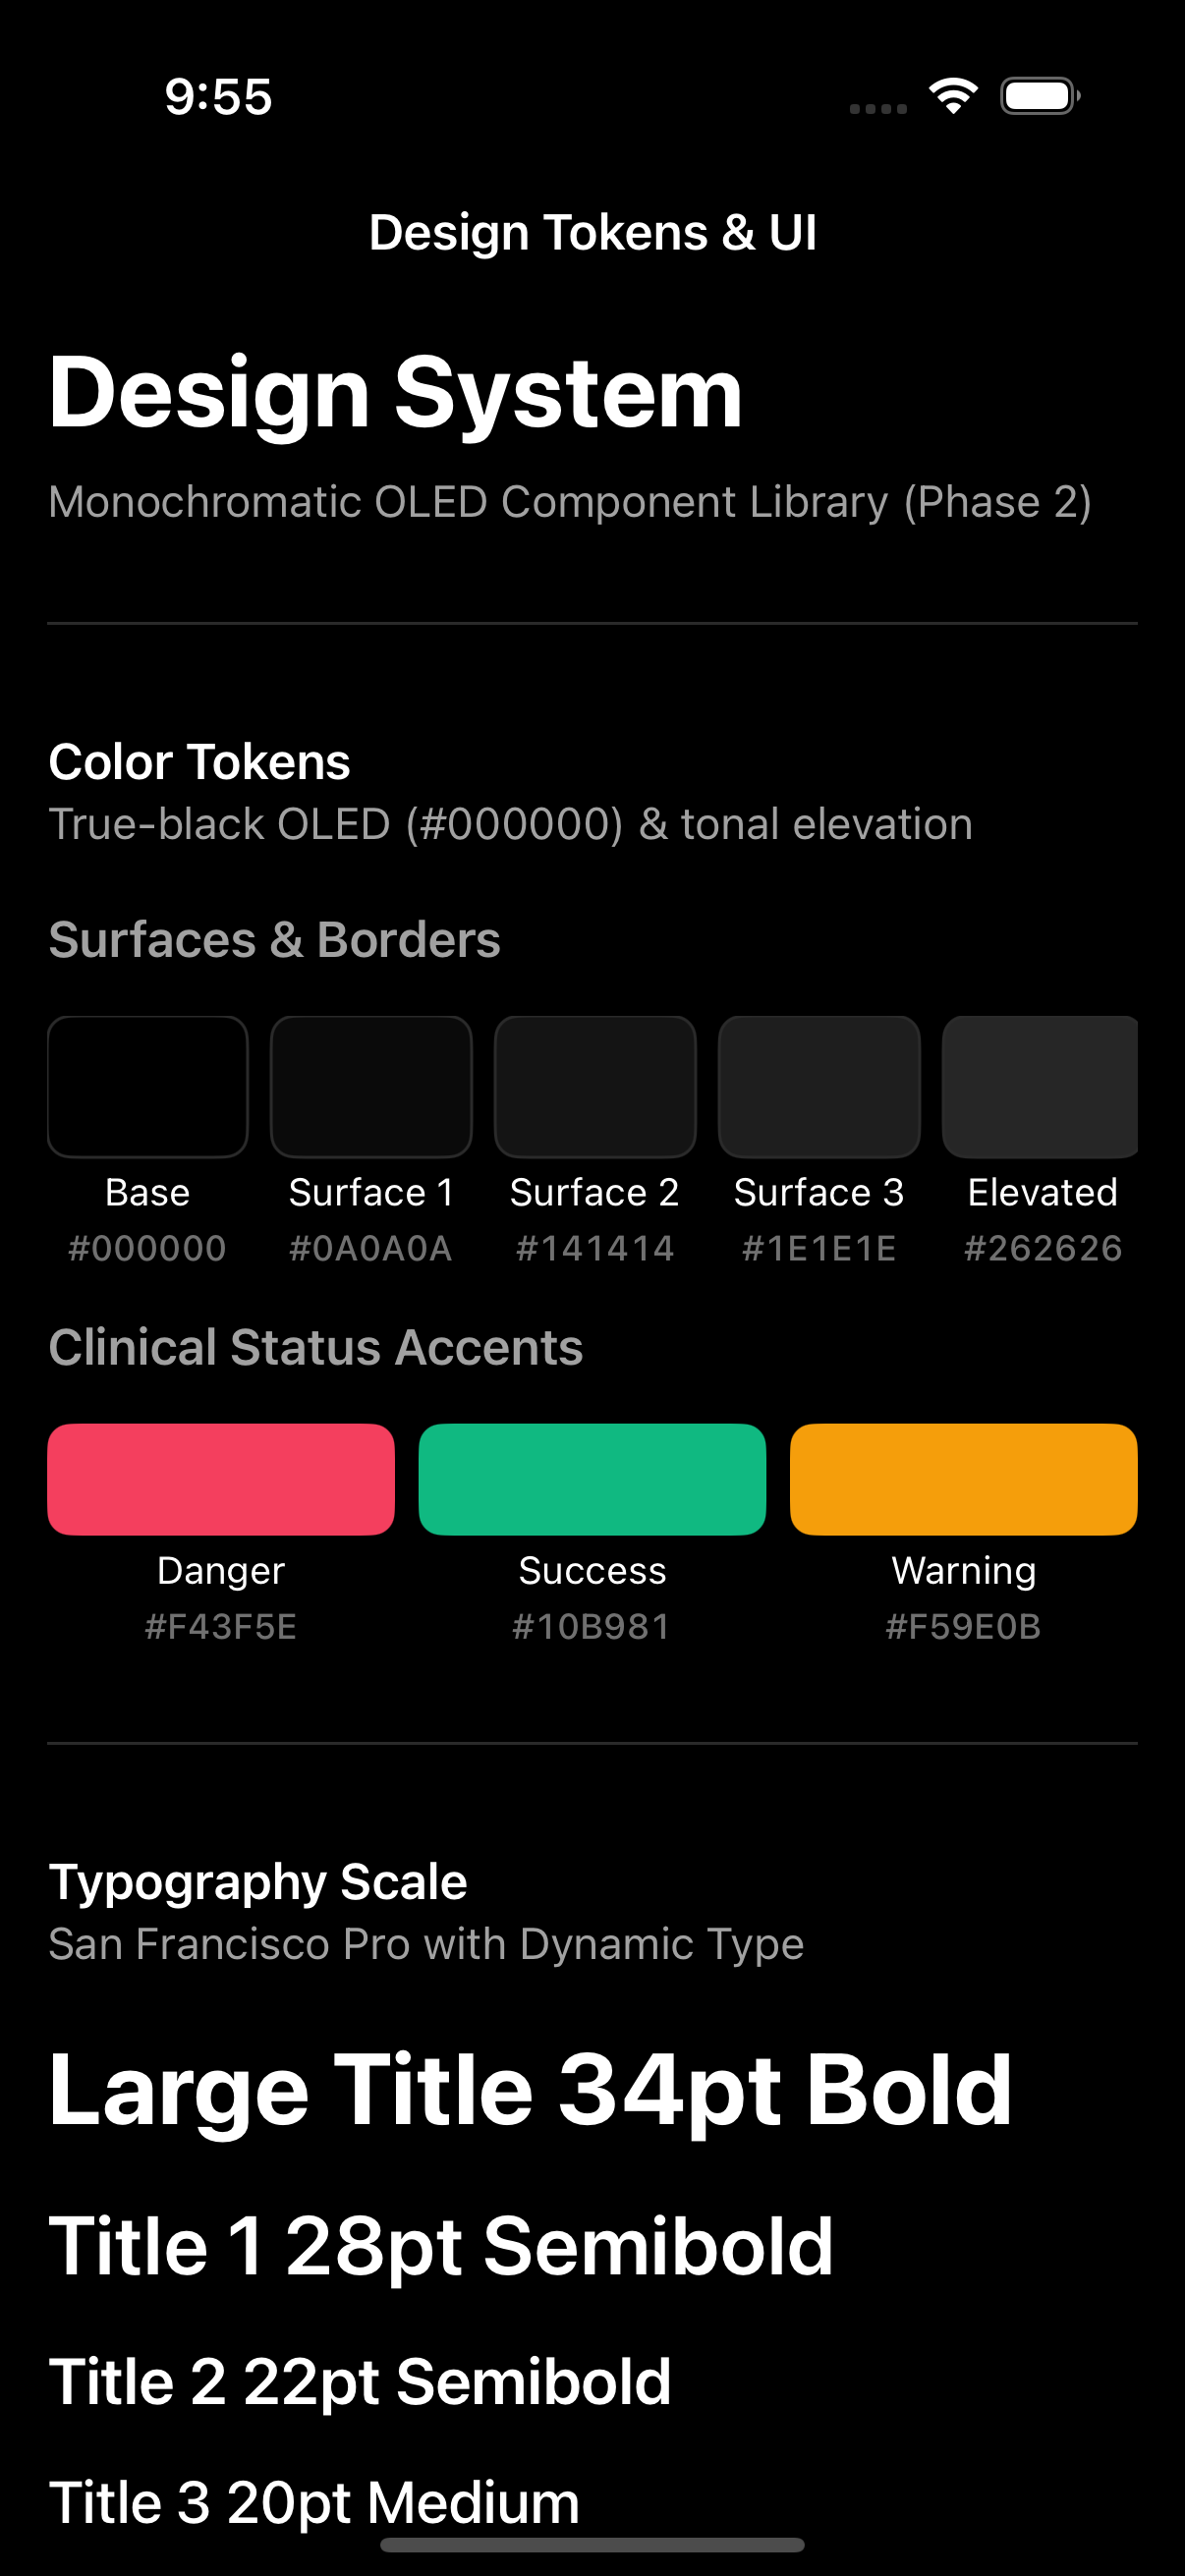 9:55
Design Tokens & UI
Design System
Monochromatic OLED Component Library (Phase 2)
Color Tokens
True-black OLED (#000000) & tonal elevation
Surfaces & Borders
Base Surface 1 Surface 2 Surface 3 Elevated
#000000 #0A0A0A #141414 #1E1E1E #262626
Clinical Status Accents
Danger Success Warning
#F43F5E #10B981 #F59E0B
Typography Scale
San Francisco Pro with Dynamic Type
Large Title 34pt Bold
Title 1 28pt Semibold
Title 2 22pt Semibold
Title 3 20pt Medium